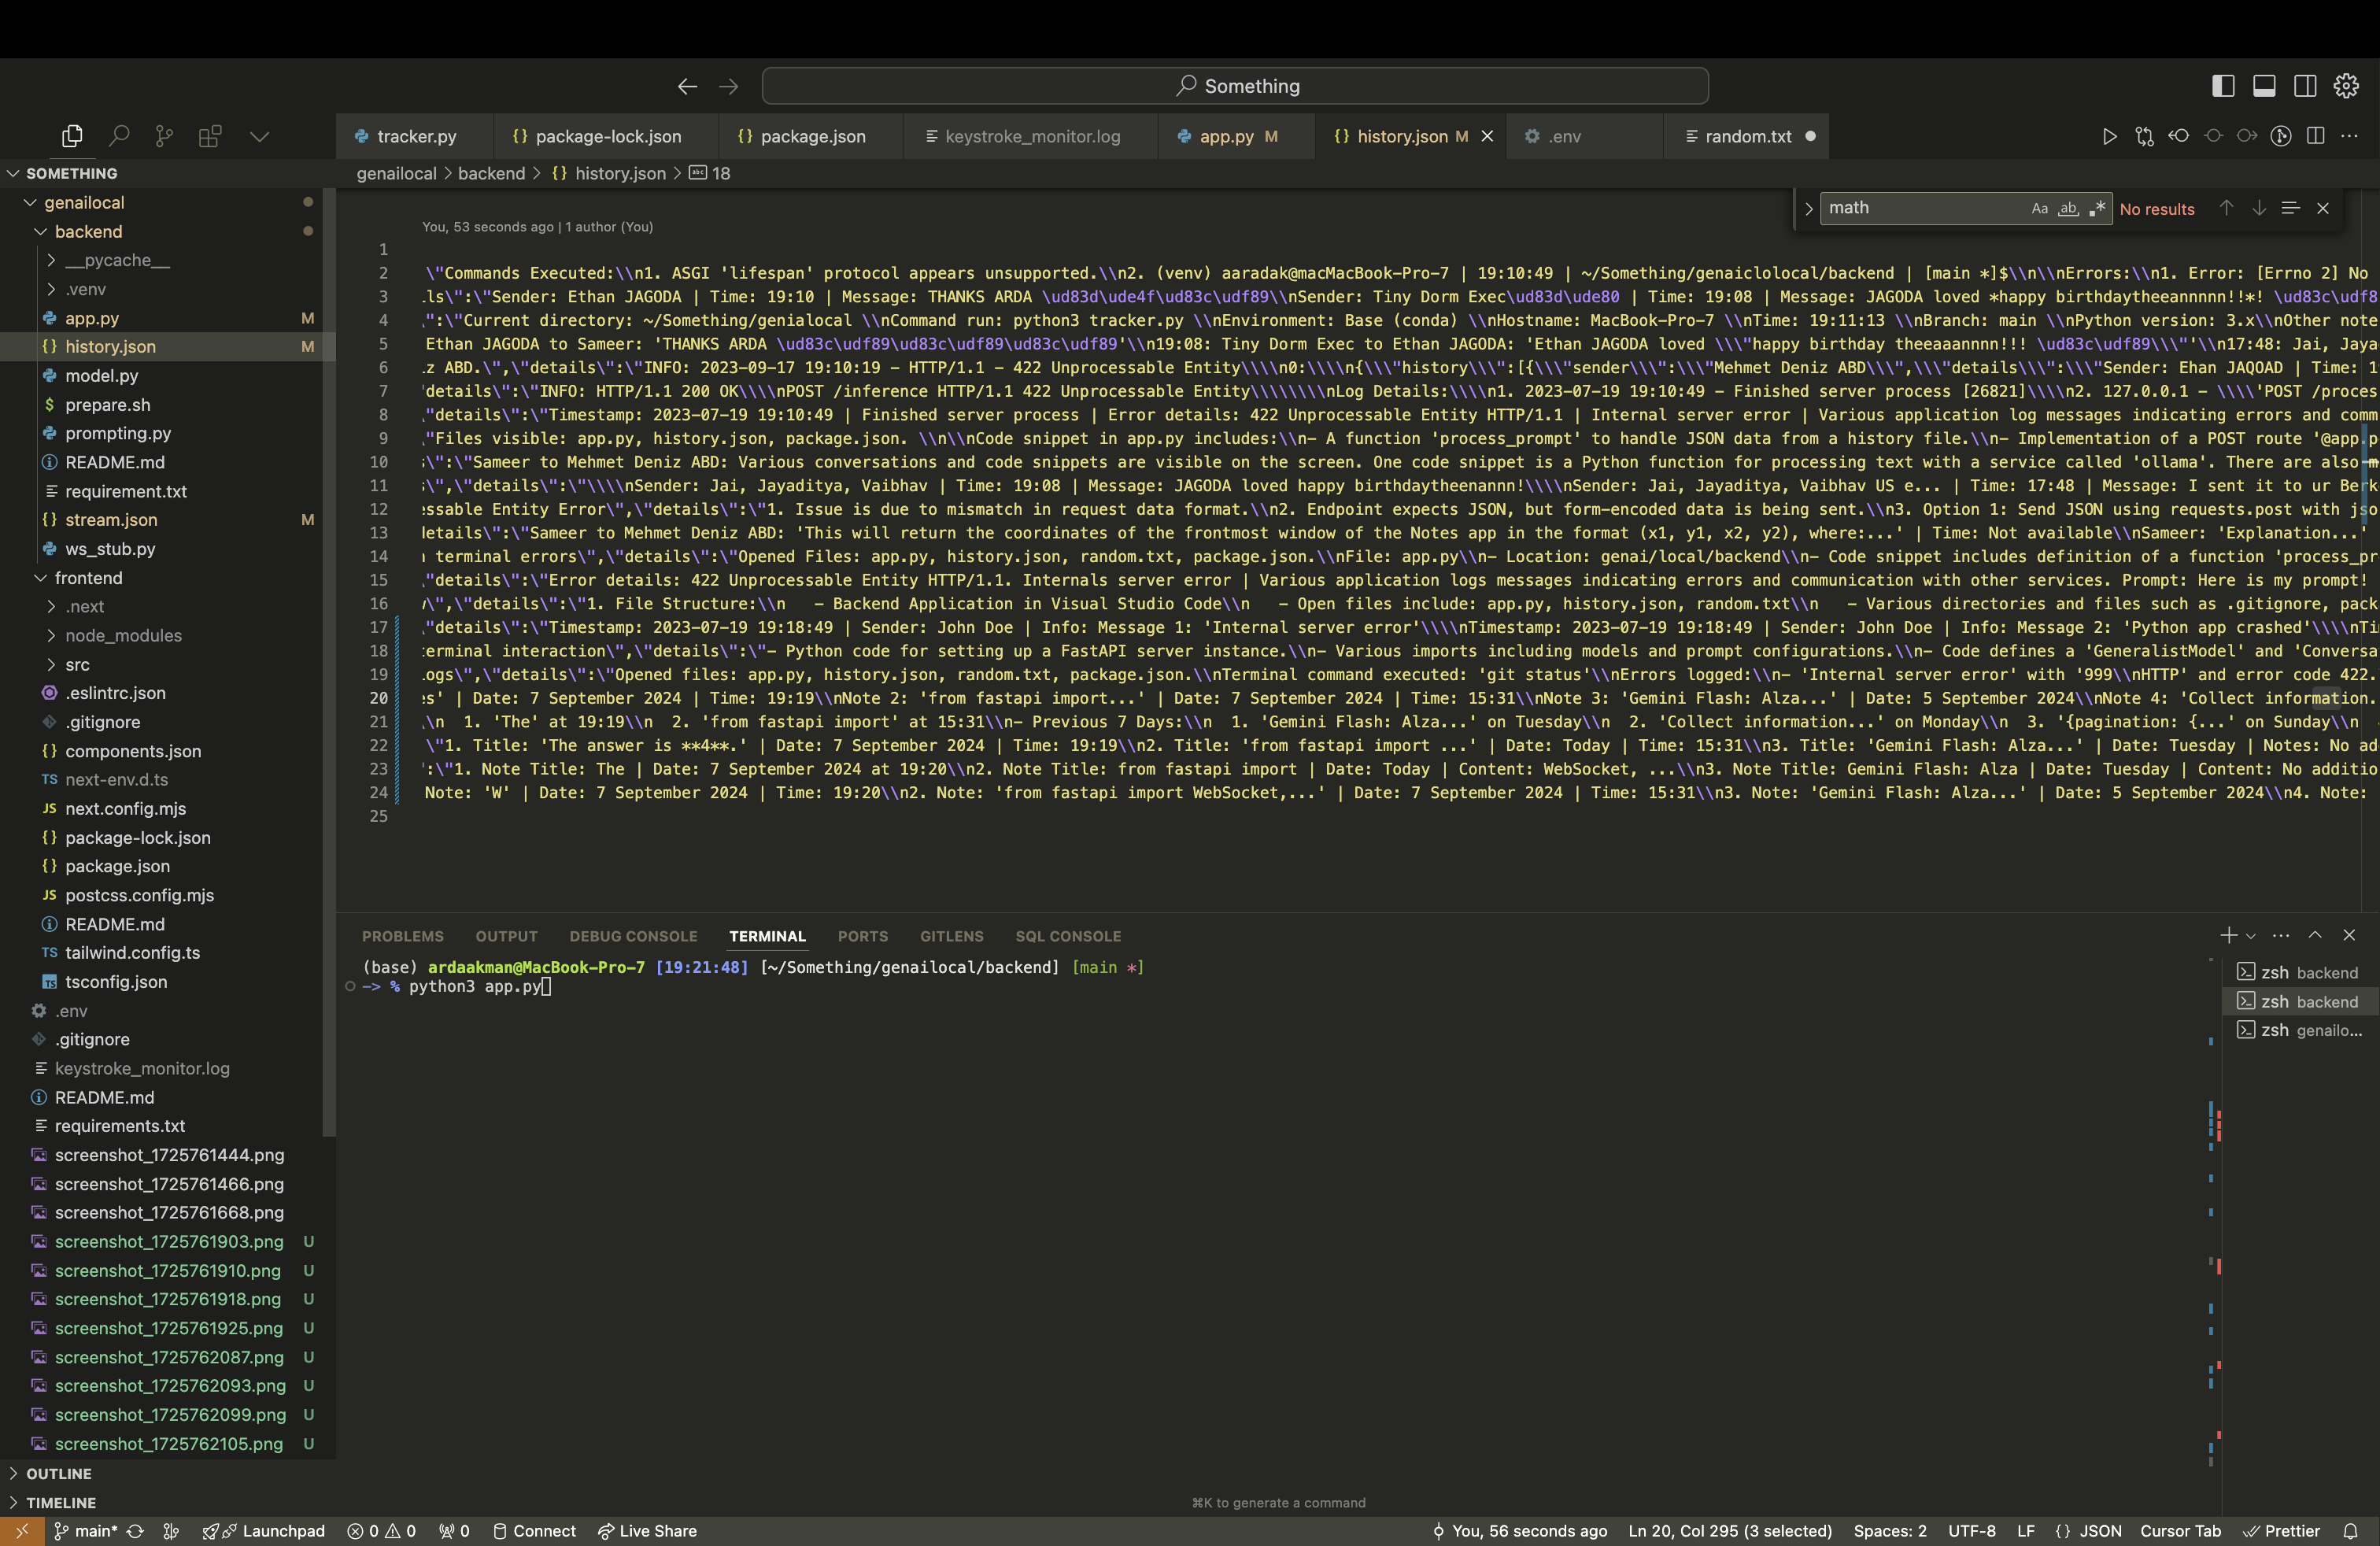 Something
tracker.py
package-lock.json
package.json
keystroke_monitor.log
app.py M
history.json M
.env
random.txt
SOMETHING
genailocal
backend
__pycache__
.venv
app.py M
history.json M
model.py
prepare.sh
prompting.py
README.md
requirement.txt
stream.json M
ws_stub.py
frontend
.next
node_modules
src
.eslintrc.json
.gitignore
components.json
TS next-env.d.ts
JS next.config.mjs
package-lock.json
package.json
JS postcss.config.mjs
README.md
TS tailwind.config.ts
tsconfig.json
.env
.gitignore
keystroke_monitor.log
README.md
requirements.txt
screenshot_1725761444.png
screenshot_1725761466.png
screenshot_1725761668.png
screenshot_1725761903.png U
screenshot_1725761910.png U
screenshot_1725761918.png U
screenshot_1725761925.png U
screenshot_1725762087.png U
screenshot_1725762093.png U
screenshot_1725762099.png U
screenshot_1725762105.png U
OUTLINE
TIMELINE
genailocal > backend > {} history.json > abc 18
math
Aa ab .*
No results
You, 53 seconds ago | 1 author (You)
1
2 \"Commands Executed:\\n1. ASGI 'lifespan' protocol appears unsupported.\\n2. (venv) aaradak@macMacBook-Pro-7 | 19:10:49 | ~/Something/genaiclolocal/backend | [main *]$\\n\\nErrors:\\n1. Error: [Errno 2] No
3 ls\":\"Sender: Ethan JAGODA | Time: 19:10 | Message: THANKS ARDA \ud83d\ude4f\ud83c\udf89\\nSender: Tiny Dorm Exec\ud83d\ude80 | Time: 19:08 | Message: JAGODA loved *happy birthdaytheeannnnn!!*! \ud83c\udf8
4 \":\"Current directory: ~/Something/genialocal \\nCommand run: python3 tracker.py \\nEnvironment: Base (conda) \\nHostname: MacBook-Pro-7 \\nTime: 19:11:13 \\nBranch: main \\nPython version: 3.x\\nOther note
5 Ethan JAGODA to Sameer: 'THANKS ARDA \ud83c\udf89\ud83c\udf89\ud83c\udf89'\\n19:08: Tiny Dorm Exec to Ethan JAGODA: 'Ethan JAGODA loved \\\"happy birthday theeaaannnn!!! \ud83c\udf89\\\"'\\n17:48: Jai, Jaya
6 z ABD.\",\"details\":\"INFO: 2023-09-17 19:10:19 - HTTP/1.1 - 422 Unprocessable Entity\\\\n0:\\\\n{\\\"history\\\":[{\\\"sender\\\":\\\"Mehmet Deniz ABD\\\",\\\"details\\\":\\\"Sender: Ehan JAQOAD | Time: 1
7 "details\":\"INFO: HTTP/1.1 200 OK\\\\nPOST /inference HTTP/1.1 422 Unprocessable Entity\\\\\\\\nLog Details:\\\\n1. 2023-07-19 19:10:49 - Finished server process [26821]\\\\n2. 127.0.0.1 - \\\\'POST /proces
8 "details\":\"Timestamp: 2023-07-19 19:10:49 | Finished server process | Error details: 422 Unprocessable Entity HTTP/1.1 | Internal server error | Various application log messages indicating errors and comm
9 \"Files visible: app.py, history.json, package.json. \\n\\nCode snippet in app.py includes:\\n- A function 'process_prompt' to handle JSON data from a history file.\\n- Implementation of a POST route '@app.p
10 \":\"Sameer to Mehmet Deniz ABD: Various conversations and code snippets are visible on the screen. One code snippet is a Python function for processing text with a service called 'ollama'. There are also
11 \",\"details\":\"\\\\nSender: Jai, Jayaditya, Vaibhav | Time: 19:08 | Message: JAGODA loved happy birthdaytheenannn!\\\\nSender: Jai, Jayaditya, Vaibhav US e... | Time: 17:48 | Message: I sent it to ur Ber
12 essable Entity Error\",\"details\":\"1. Issue is due to mismatch in request data format.\\n2. Endpoint expects JSON, but form-encoded data is being sent.\\n3. Option 1: Send JSON using requests.post with jso
13 details\":\"Sameer to Mehmet Deniz ABD: 'This will return the coordinates of the frontmost window of the Notes app in the format (x1, y1, x2, y2), where:...' | Time: Not available\\nSameer: 'Explanation...'
14 terminal errors\",\"details\":\"Opened Files: app.py, history.json, random.txt, package.json.\\nFile: app.py\\n- Location: genai/local/backend\\n- Code snippet includes definition of a function 'process_pr
15 "details\":\"Error details: 422 Unprocessable Entity HTTP/1.1. Internals server error | Various application logs messages indicating errors and communication with other services. Prompt: Here is my prompt!
16 \",\"details\":\"1. File Structure:\\n   - Backend Application in Visual Studio Code\\n   - Open files include: app.py, history.json, random.txt\\n   - Various directories and files such as .gitignore, pack
17 "details\":\"Timestamp: 2023-07-19 19:18:49 | Sender: John Doe | Info: Message 1: 'Internal server error'\\\\nTimestamp: 2023-07-19 19:18:49 | Sender: John Doe | Info: Message 2: 'Python app crashed'\\\\nTi
18 terminal interaction\",\"details\":\"- Python code for setting up a FastAPI server instance.\\n- Various imports including models and prompt configurations.\\n- Code defines a 'GeneralistModel' and 'Conversa
19 ogs\",\"details\":\"Opened files: app.py, history.json, random.txt, package.json.\\nTerminal command executed: 'git status'\\nErrors logged:\\n- 'Internal server error' with '999\\nHTTP' and error code 422.
20 es' | Date: 7 September 2024 | Time: 19:19\\nNote 2: 'from fastapi import...' | Date: 7 September 2024 | Time: 15:31\\nNote 3: 'Gemini Flash: Alza...' | Date: 5 September 2024\\nNote 4: 'Collect information.
21 \\n  1. 'The' at 19:19\\n  2. 'from fastapi import' at 15:31\\n- Previous 7 Days:\\n  1. 'Gemini Flash: Alza...' on Tuesday\\n  2. 'Collect information...' on Monday\\n  3. '{pagination: {...' on Sunday\\n
22 \"1. Title: 'The answer is **4**.' | Date: 7 September 2024 | Time: 19:19\\n2. Title: 'from fastapi import ...' | Date: Today | Time: 15:31\\n3. Title: 'Gemini Flash: Alza...' | Date: Tuesday | Notes: No ad
23 :\"1. Note Title: The | Date: 7 September 2024 at 19:20\\n2. Note Title: from fastapi import | Date: Today | Content: WebSocket, ...\\n3. Note Title: Gemini Flash: Alza | Date: Tuesday | Content: No additio
24 Note: 'W' | Date: 7 September 2024 | Time: 19:20\\n2. Note: 'from fastapi import WebSocket,...' | Date: 7 September 2024 | Time: 15:31\\n3. Note: 'Gemini Flash: Alza...' | Date: 5 September 2024\\n4. Note:
25
PROBLEMS OUTPUT DEBUG CONSOLE TERMINAL PORTS GITLENS SQL CONSOLE
(base) ardaakman@MacBook-Pro-7 [19:21:48] [~/Something/genailocal/backend] [main *]
-> % python3 app.py
zsh backend
zsh backend
zsh genailo...
⌘K to generate a command
main* Launchpad 0 0 0 Connect Live Share You, 56 seconds ago Ln 20, Col 295 (3 selected) Spaces: 2 UTF-8 LF {} JSON Cursor Tab Prettier